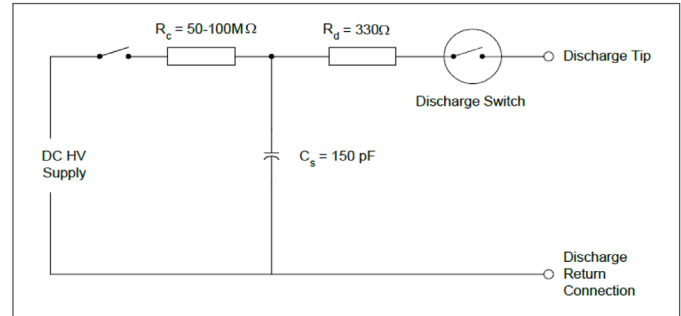 R_c = 50-100MΩ
R_d = 330Ω
Discharge Tip
Discharge Switch
DC HV
Supply
C_s = 150 pF
Discharge
Return
Connection